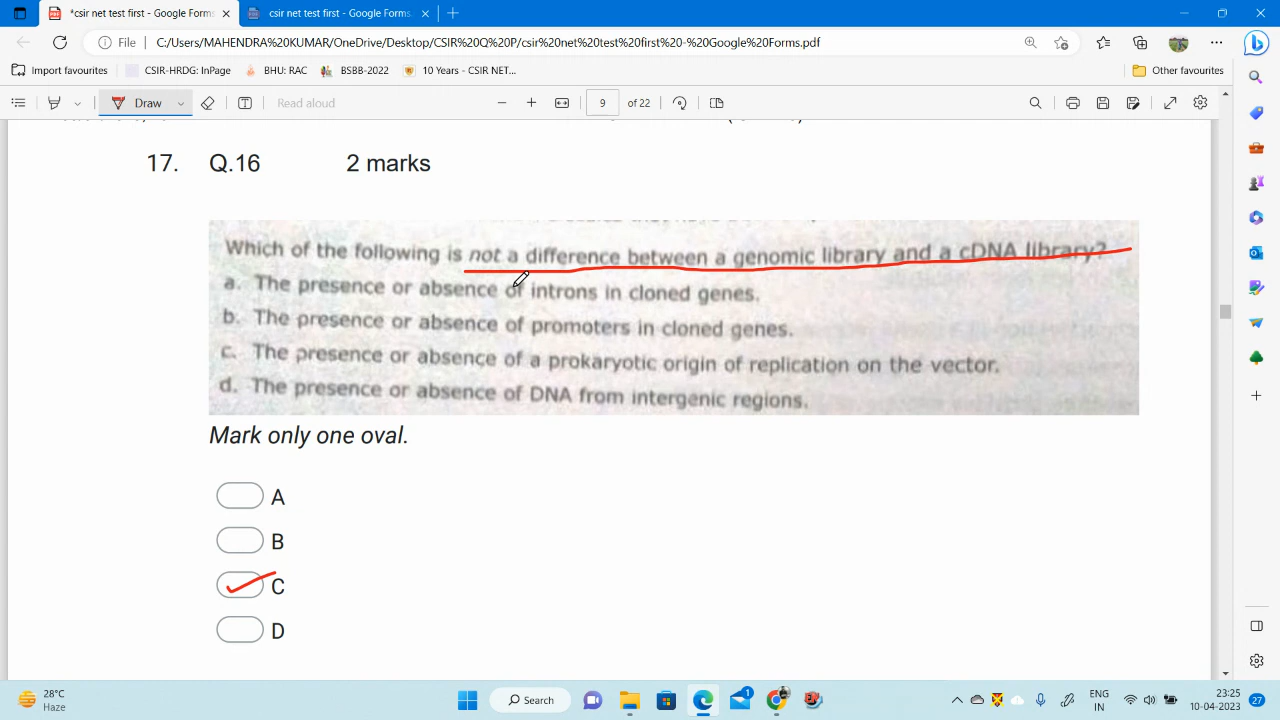 *csir net test first - Google Forms
csir net test first - Google Forms
File C:/Users/MAHENDRA%20KUMAR/OneDrive/Desktop/CSIR%20Q%20P/csir%20net%20test%20first%20-%20Google%20Forms.pdf
Import favourites CSIR-HRDG: InPage BHU: RAC BSBB-2022 10 Years - CSIR NET... Other favourites
Draw Read aloud 9 of 22
17. Q.16 2 marks
Which of the following is not a difference between a genomic library and a cDNA library?
a. The presence or absence of introns in cloned genes.
b. The presence or absence of promoters in cloned genes.
c. The presence or absence of a prokaryotic origin of replication on the vector.
d. The presence or absence of DNA from intergenic regions.
Mark only one oval.
A
B
C
D
28°C
Haze
Search
1
ENG
IN
23:25
10-04-2023
27